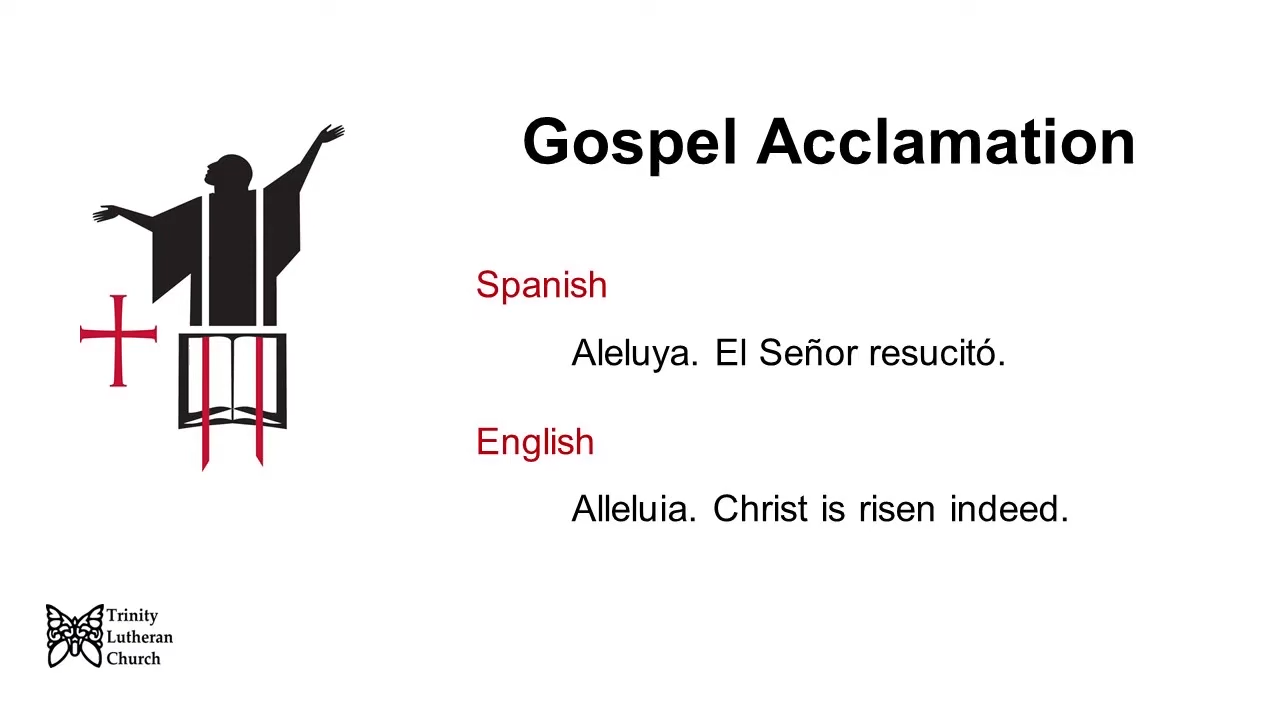 Gospel Acclamation
Spanish
Aleluya. El Señor resucitó.
English
Alleluia. Christ is risen indeed.
Trinity
Lutheran
Church